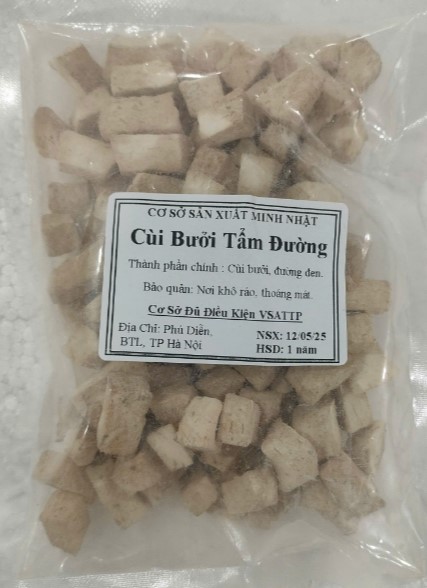 CƠ SỞ SẢN XUẤT MINH NHẬT
Cùi Bưởi Tẩm Đường
Thành phần chính : Cùi bưởi, đường đen.
Bảo quản: Nơi khô ráo, thoáng mát.
Cơ Sở Đủ Điều Kiện VSATTP
Địa Chỉ: Phú Diễn,
BTL, TP Hà Nội
NSX: 12/05/25
HSD: 1 năm